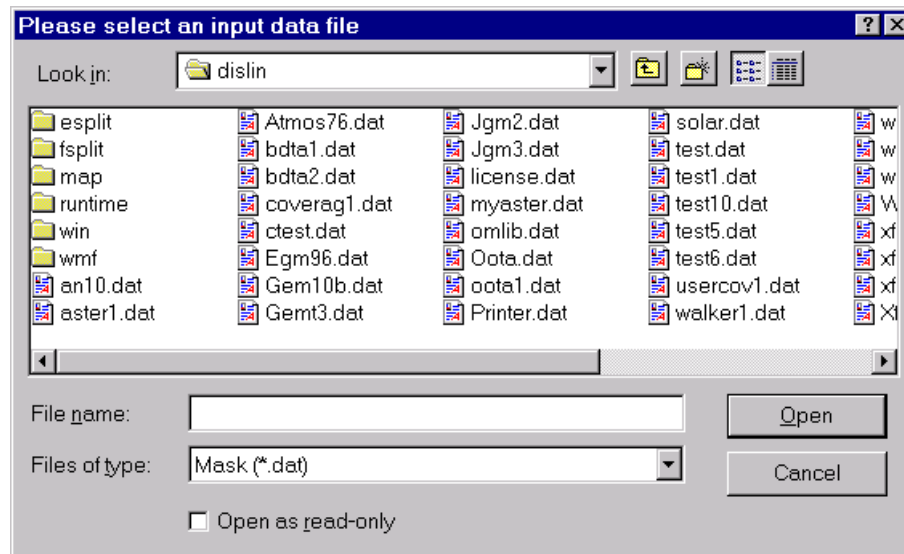 Please select an input data file
Look in: dislin
esplit Atmos76.dat Jgm2.dat solar.dat w
fsplit bdta1.dat Jgm3.dat test.dat w
map bdta2.dat license.dat test1.dat w
runtime coverag1.dat myaster.dat test10.dat
win ctest.dat omlib.dat test5.dat xf
wmf Egm96.dat Oota.dat test6.dat xf
an10.dat Gem10b.dat oota1.dat usercov1.dat xf
aster1.dat Gemt3.dat Printer.dat walker1.dat
File name: Open
Files of type: Mask (*.dat) Cancel
Open as read-only